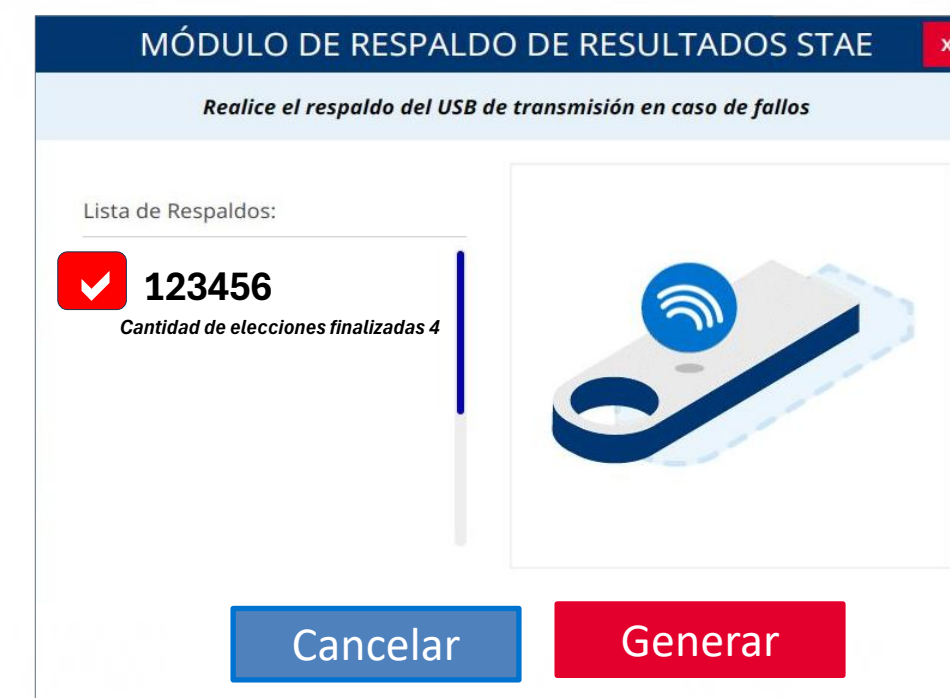 MÓDULO DE RESPALDO DE RESULTADOS STAE
x
Realice el respaldo del USB de transmisión en caso de fallos
Lista de Respaldos:
123456
Cantidad de elecciones finalizadas 4
Cancelar
Generar